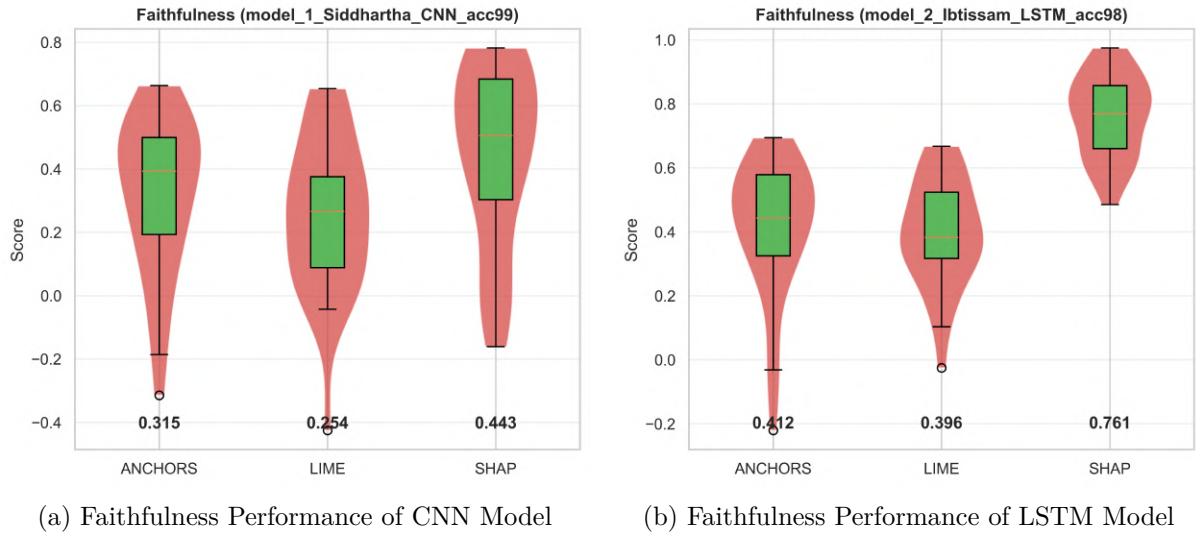 Faithfulness (model_1_Siddhartha_CNN_acc99)
0.8
0.6
0.4
0.2
0.0
−0.2
−0.4
Score
0.315
0.254
0.443
ANCHORS
LIME
SHAP
(a) Faithfulness Performance of CNN Model
Faithfulness (model_2_Ibtissam_LSTM_acc98)
1.0
0.8
0.6
0.4
0.2
0.0
−0.2
Score
0.412
0.396
0.761
ANCHORS
LIME
SHAP
(b) Faithfulness Performance of LSTM Model